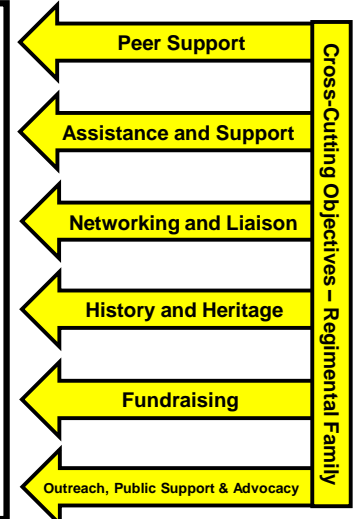 Peer Support
Assistance and Support
Networking and Liaison
History and Heritage
Fundraising
Outreach, Public Support & Advocacy
Cross-Cutting Objectives – Regimental Family